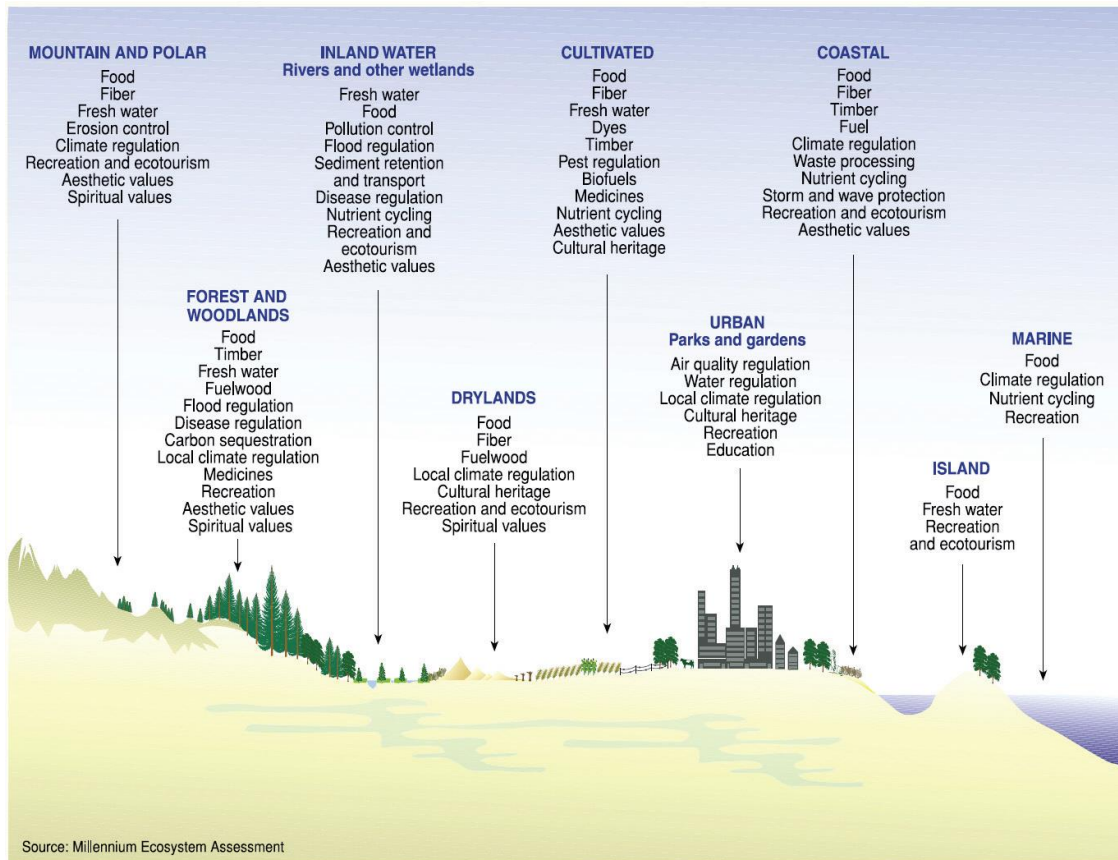 MOUNTAIN AND POLAR
Food
Fiber
Fresh water
Erosion control
Climate regulation
Recreation and ecotourism
Aesthetic values
Spiritual values
INLAND WATER
Rivers and other wetlands
Fresh water
Food
Pollution control
Flood regulation
Sediment retention
and transport
Disease regulation
Nutrient cycling
Recreation and
ecotourism
Aesthetic values
CULTIVATED
Food
Fiber
Fresh water
Dyes
Timber
Pest regulation
Biofuels
Medicines
Nutrient cycling
Aesthetic values
Cultural heritage
COASTAL
Food
Fiber
Timber
Fuel
Climate regulation
Waste processing
Nutrient cycling
Storm and wave protection
Recreation and ecotourism
Aesthetic values
FOREST AND
WOODLANDS
Food
Timber
Fresh water
Fuelwood
Flood regulation
Disease regulation
Carbon sequestration
Local climate regulation
Medicines
Recreation
Aesthetic values
Spiritual values
DRYLANDS
Food
Fiber
Fuelwood
Local climate regulation
Cultural heritage
Recreation and ecotourism
Spiritual values
URBAN
Parks and gardens
Air quality regulation
Water regulation
Local climate regulation
Cultural heritage
Recreation
Education
MARINE
Food
Climate regulation
Nutrient cycling
Recreation
ISLAND
Food
Fresh water
Recreation
and ecotourism
Source: Millennium Ecosystem Assessment